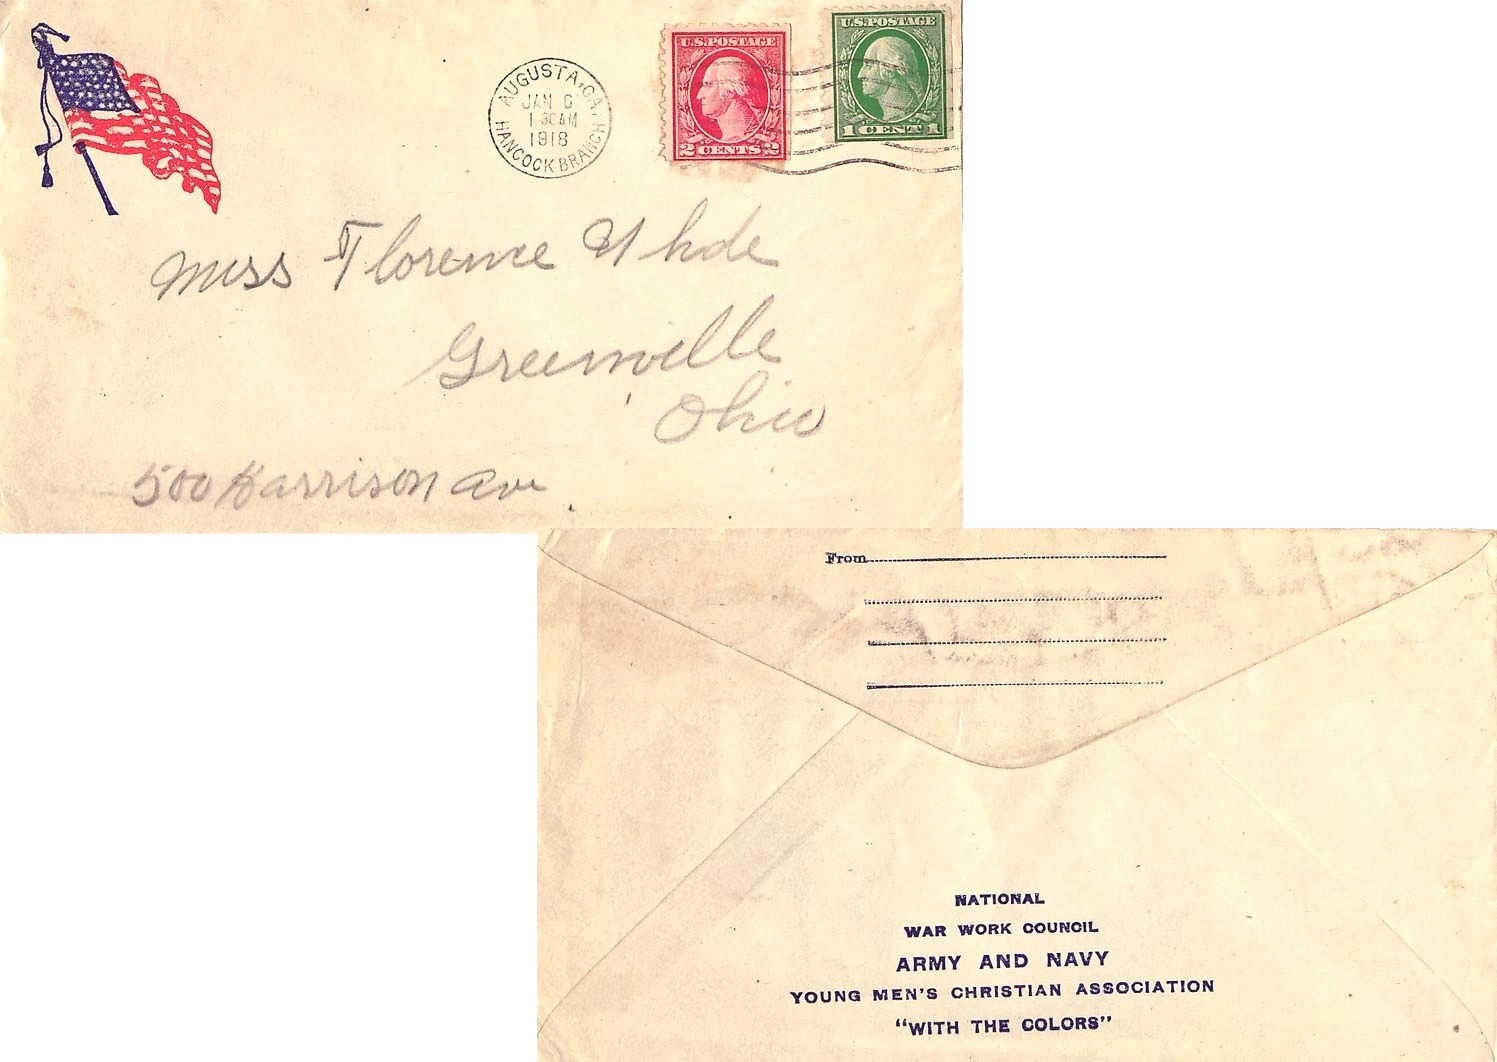 AUGUSTA, GA.
JAN 6
1 30 AM
1918
HANCOCK BRANCH
U.S. POSTAGE
2 CENTS 2
U.S. POSTAGE
1 CENT 1
Miss Florence Uhde
Greenville
Ohio
500 Harrison Ave
From
NATIONAL
WAR WORK COUNCIL
ARMY AND NAVY
YOUNG MEN'S CHRISTIAN ASSOCIATION
"WITH THE COLORS"